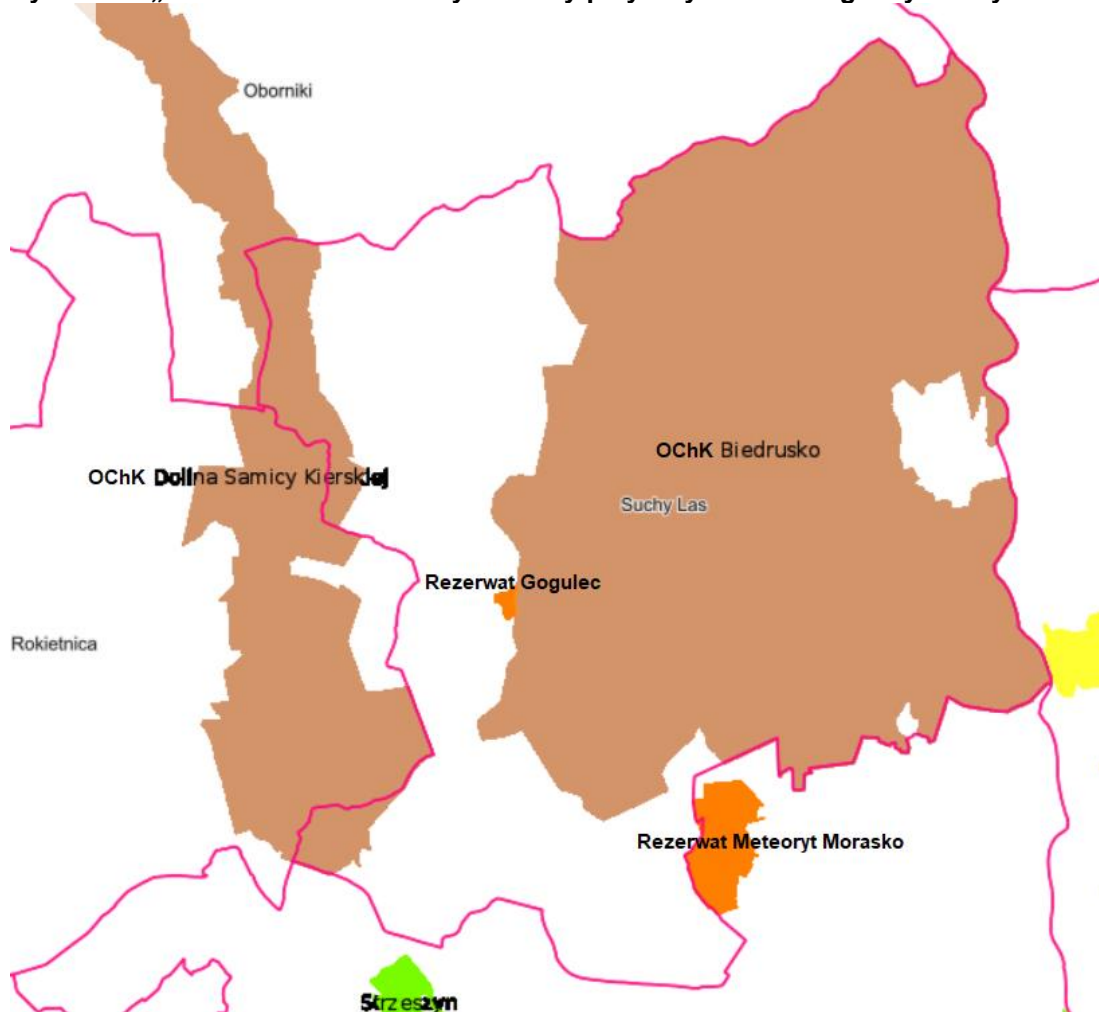 Oborniki
OChK Biedrusko
OChK Dolina Samicy Kierskiej
Suchy Las
Rezerwat Gogulec
Rokietnica
Rezerwat Meteoryt Morasko
Strzeszyn